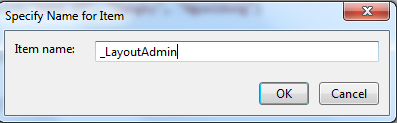 Specify Name for Item
Item name: _LayoutAdmin
OK Cancel